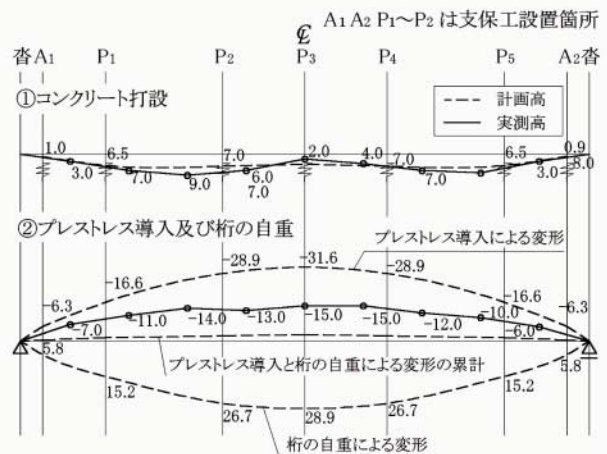 A1 A2 P1〜P2 は支保工設置箇所
℄
沓 A1 P1 P2 P3 P4 P5 A2 沓
①コンクリート打設
計画高
実測高
1.0 6.5 7.0 2.0 4.0 7.0 6.5 0.9
3.0 7.0 9.0 6.0 7.0 3.0 8.0
7.0
②プレストレス導入及び桁の自重
プレストレス導入による変形
-28.9 -31.6 -28.9
-16.6 -16.6
-6.3 -10.0 -6.3
-7.0 -11.0 -14.0 -13.0 -15.0 -15.0 -12.0 -6.0
5.8 プレストレス導入と桁の自重による変形の累計 5.8
15.2 15.2
26.7 28.9 26.7
桁の自重による変形